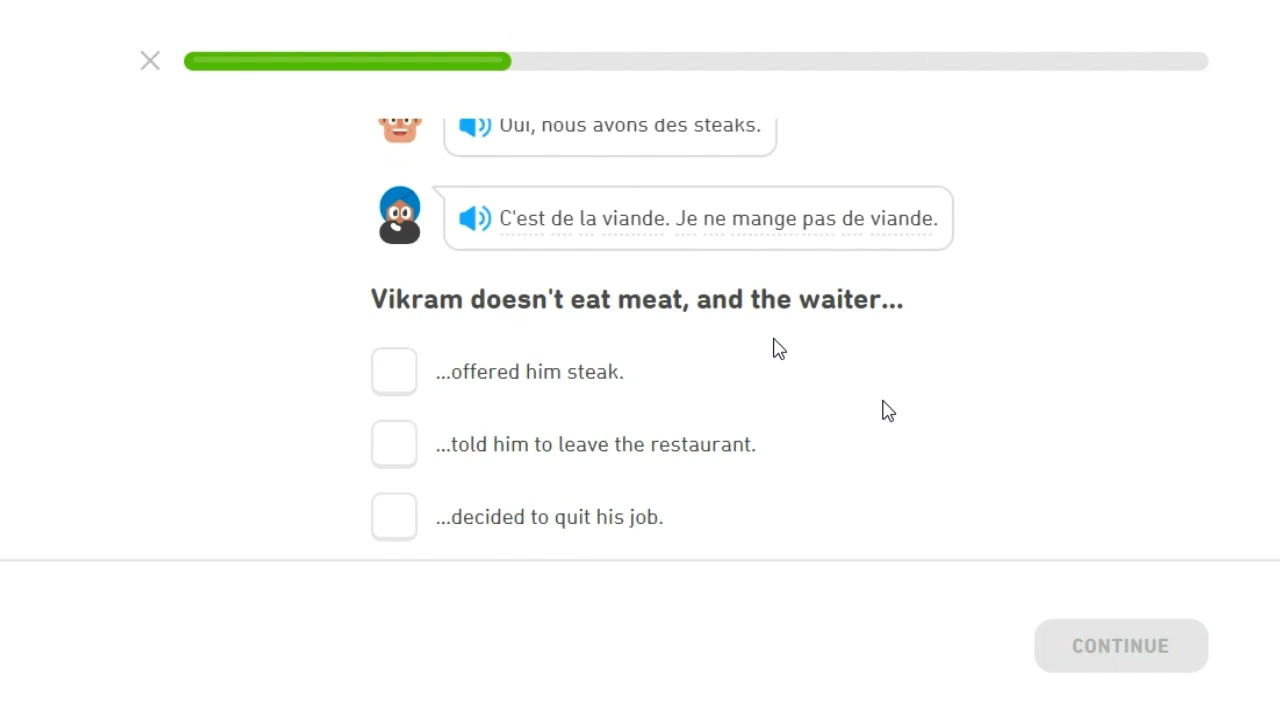 Oui, nous avons des steaks.
C'est de la viande. Je ne mange pas de viande.
Vikram doesn't eat meat, and the waiter...
...offered him steak.
...told him to leave the restaurant.
...decided to quit his job.
CONTINUE